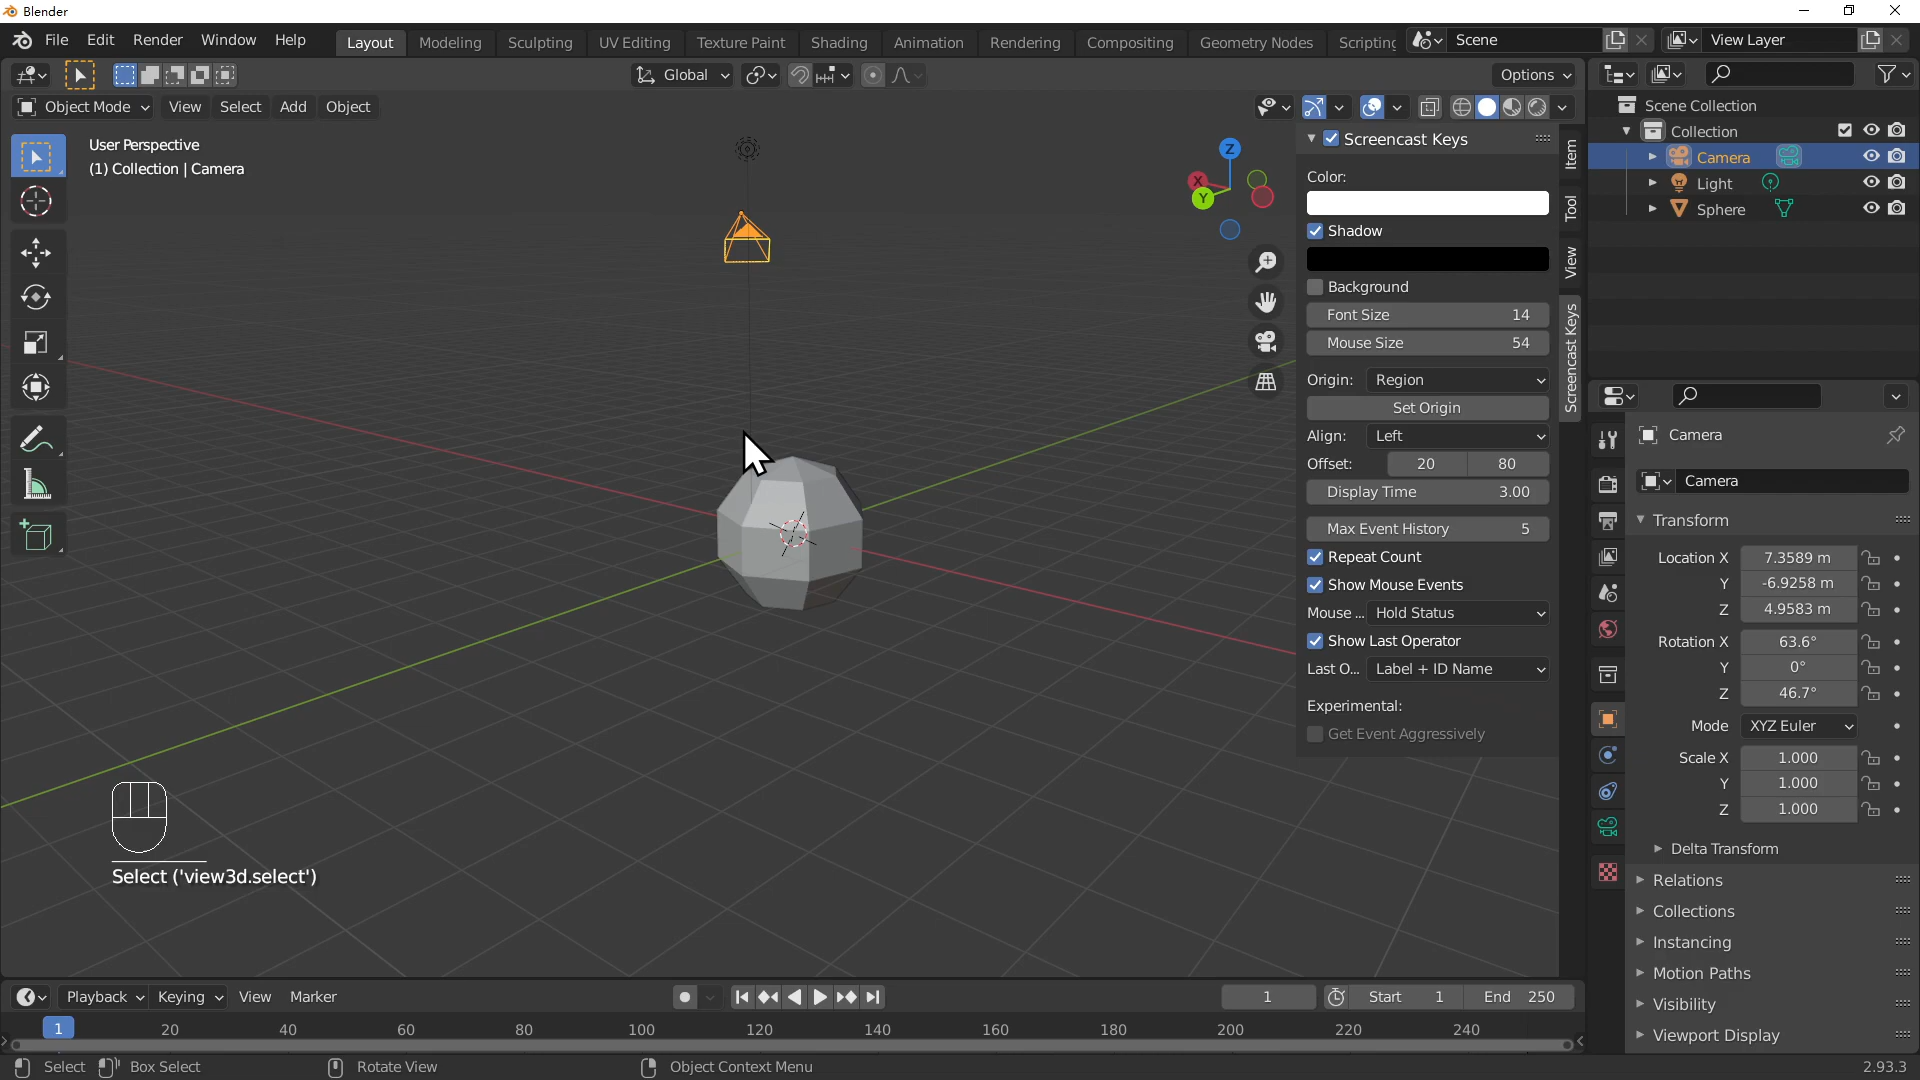 Blender
File Edit Render Window Help Layout Modeling Sculpting UV Editing Texture Paint Shading Animation Rendering Compositing Geometry Nodes Scripting Scene View Layer
Global Options
Object Mode View Select Add Object
User Perspective
(1) Collection | Camera
Z
X
Y
Screencast Keys
Color:
Shadow
Background
Font Size 14
Mouse Size 54
Origin: Region
Set Origin
Align: Left
Offset: 20 80
Display Time 3.00
Max Event History 5
Repeat Count
Show Mouse Events
Mouse ... Hold Status
Show Last Operator
Last O... Label + ID Name
Experimental:
Get Event Aggressively
Item
Tool
View
Screencast Keys
Scene Collection
Collection
Camera
Light
Sphere
Camera
Camera
Transform
Location X 7.3589 m
Y -6.9258 m
Z 4.9583 m
Rotation X 63.6°
Y 0°
Z 46.7°
Mode XYZ Euler
Scale X 1.000
Y 1.000
Z 1.000
Delta Transform
Relations
Collections
Instancing
Motion Paths
Visibility
Viewport Display
Select ('view3d.select')
Playback Keying View Marker 1 Start 1 End 250
1 20 40 60 80 100 120 140 160 180 200 220 240
Select Box Select Rotate View Object Context Menu 2.93.3